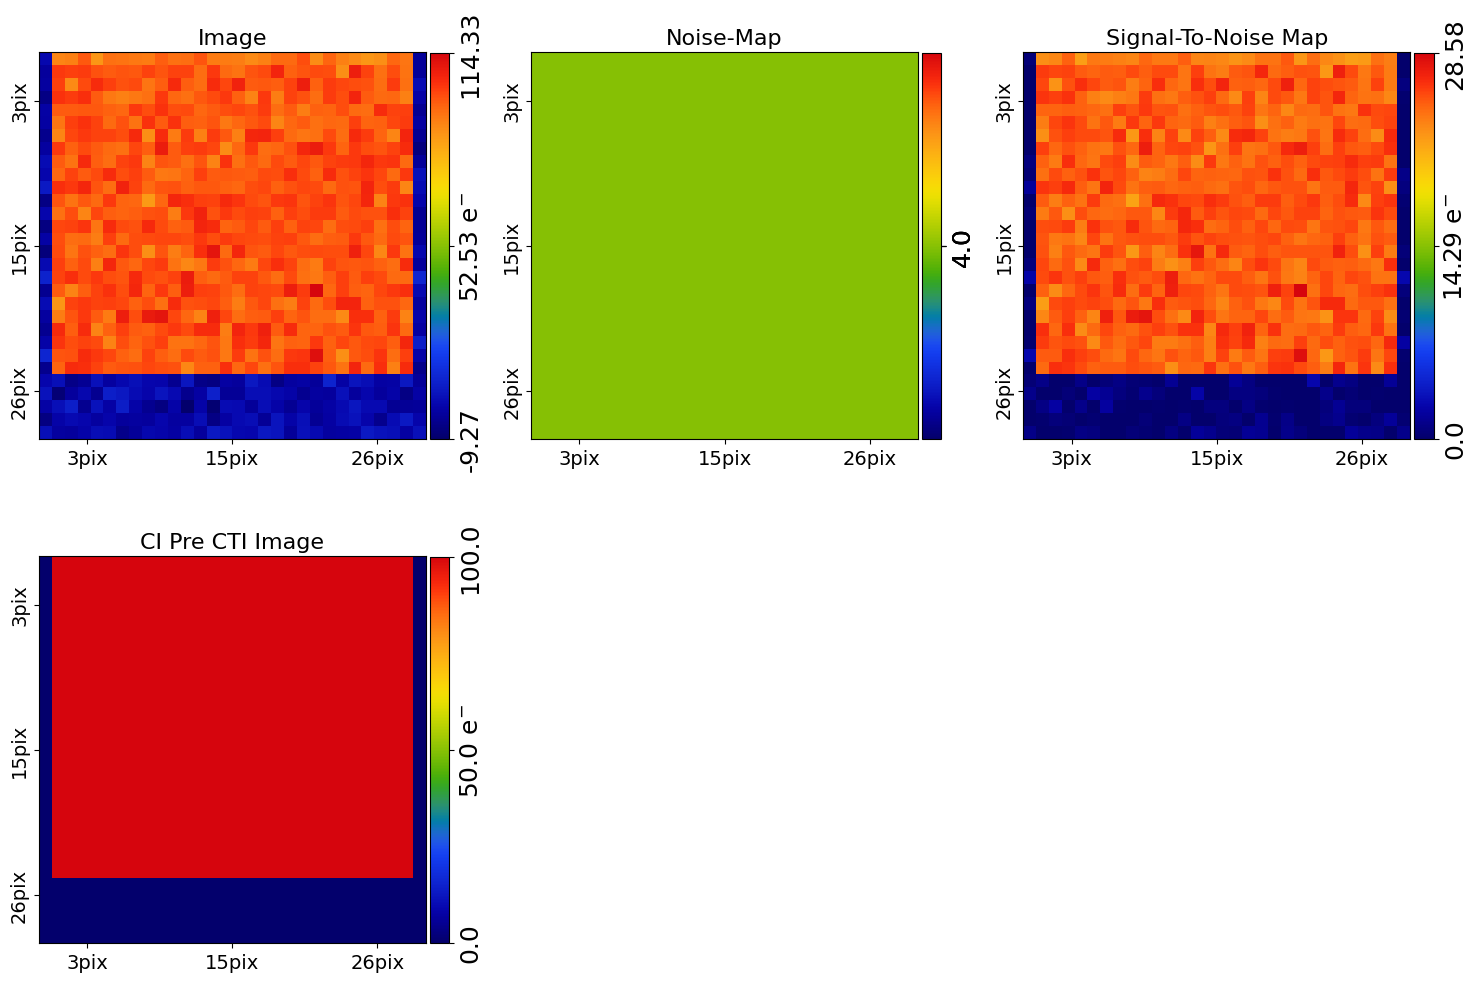 Image
3pix
15pix
26pix
3pix 15pix 26pix
114.33
52.53 e⁻
-9.27
Noise-Map
3pix
15pix
26pix
3pix 15pix 26pix
4.0
Signal-To-Noise Map
3pix
15pix
26pix
3pix 15pix 26pix
28.58
14.29 e⁻
0.0
CI Pre CTI Image
3pix
15pix
26pix
3pix 15pix 26pix
100.0
50.0 e⁻
0.0